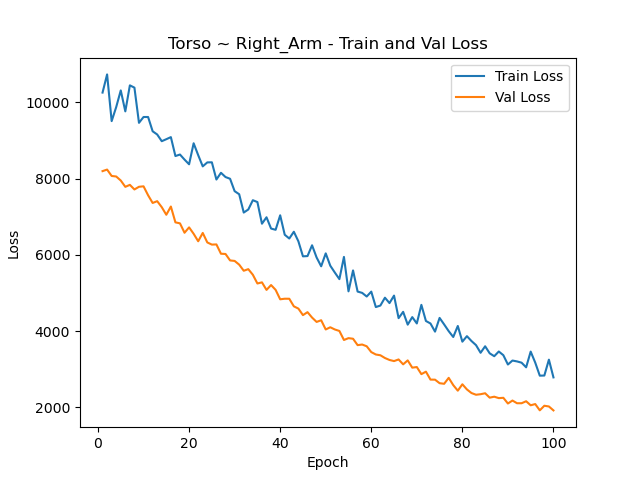 Torso ~ Right_Arm - Train and Val Loss
Train Loss
Val Loss
Loss
10000
8000
6000
4000
2000
0 20 40 60 80 100
Epoch